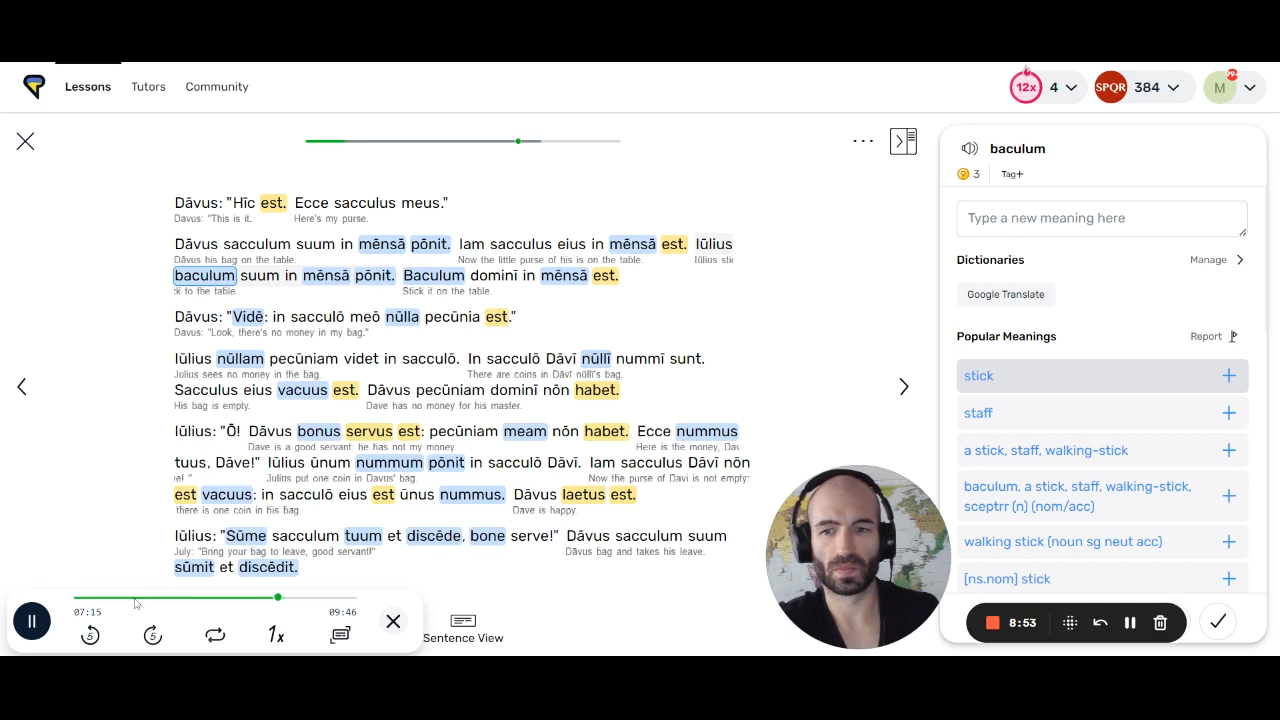 Lessons Tutors Community 12x 4 SPQR 384 M
baculum
3 Tag+
Type a new meaning here
Dictionaries Manage
Google Translate
Popular Meanings Report
stick
staff
a stick, staff, walking-stick
baculum, a stick, staff, walking-stick,
sceptrr (n) (nom/acc)
walking stick (noun sg neut acc)
[ns.nom] stick
Dāvus: "Hīc est. Ecce sacculus meus."
Davus: "This is it. Here's my purse.
Dāvus sacculum suum in mēnsā pōnit. Iam sacculus eius in mēnsā est. Iūlius
Dāvus his bag on the table. Now the little purse of his is on the table. Iūlius stic
baculum suum in mēnsā pōnit. Baculum dominī in mēnsā est.
k to the table. Stick it on the table.
Dāvus: "Vidē: in sacculō meō nūlla pecūnia est."
Davus: "Look, there's no money in my bag."
Iūlius nūllam pecūniam videt in sacculō. In sacculō Dāvī nūllī nummī sunt.
Julius sees no money in the bag. There are coins in Dāvī nūllī's bag.
Sacculus eius vacuus est. Dāvus pecūniam dominī nōn habet.
His bag is empty. Dave has no money for his master.
Iūlius: "Ō! Dāvus bonus servus est: pecūniam meam nōn habet. Ecce nummus
Dave is a good servant: he has not my money. Here is the money, Dav
tuus, Dāve!" Iūlius ūnum nummum pōnit in sacculō Dāvī. Iam sacculus Dāvī nōn
e! " Julius put one coin in Davus' bag. Now the purse of Davi is not empty:
est vacuus: in sacculō eius est ūnus nummus. Dāvus laetus est.
there is one coin in his bag. Dave is happy.
Iūlius: "Sūme sacculum tuum et discēde, bone serve!" Dāvus sacculum suum
July: "Bring your bag to leave, good servant!" Dāvus bag and takes his leave.
sūmit et discēdit.
07:15 09:46
5 5 1x
Sentence View
8:53